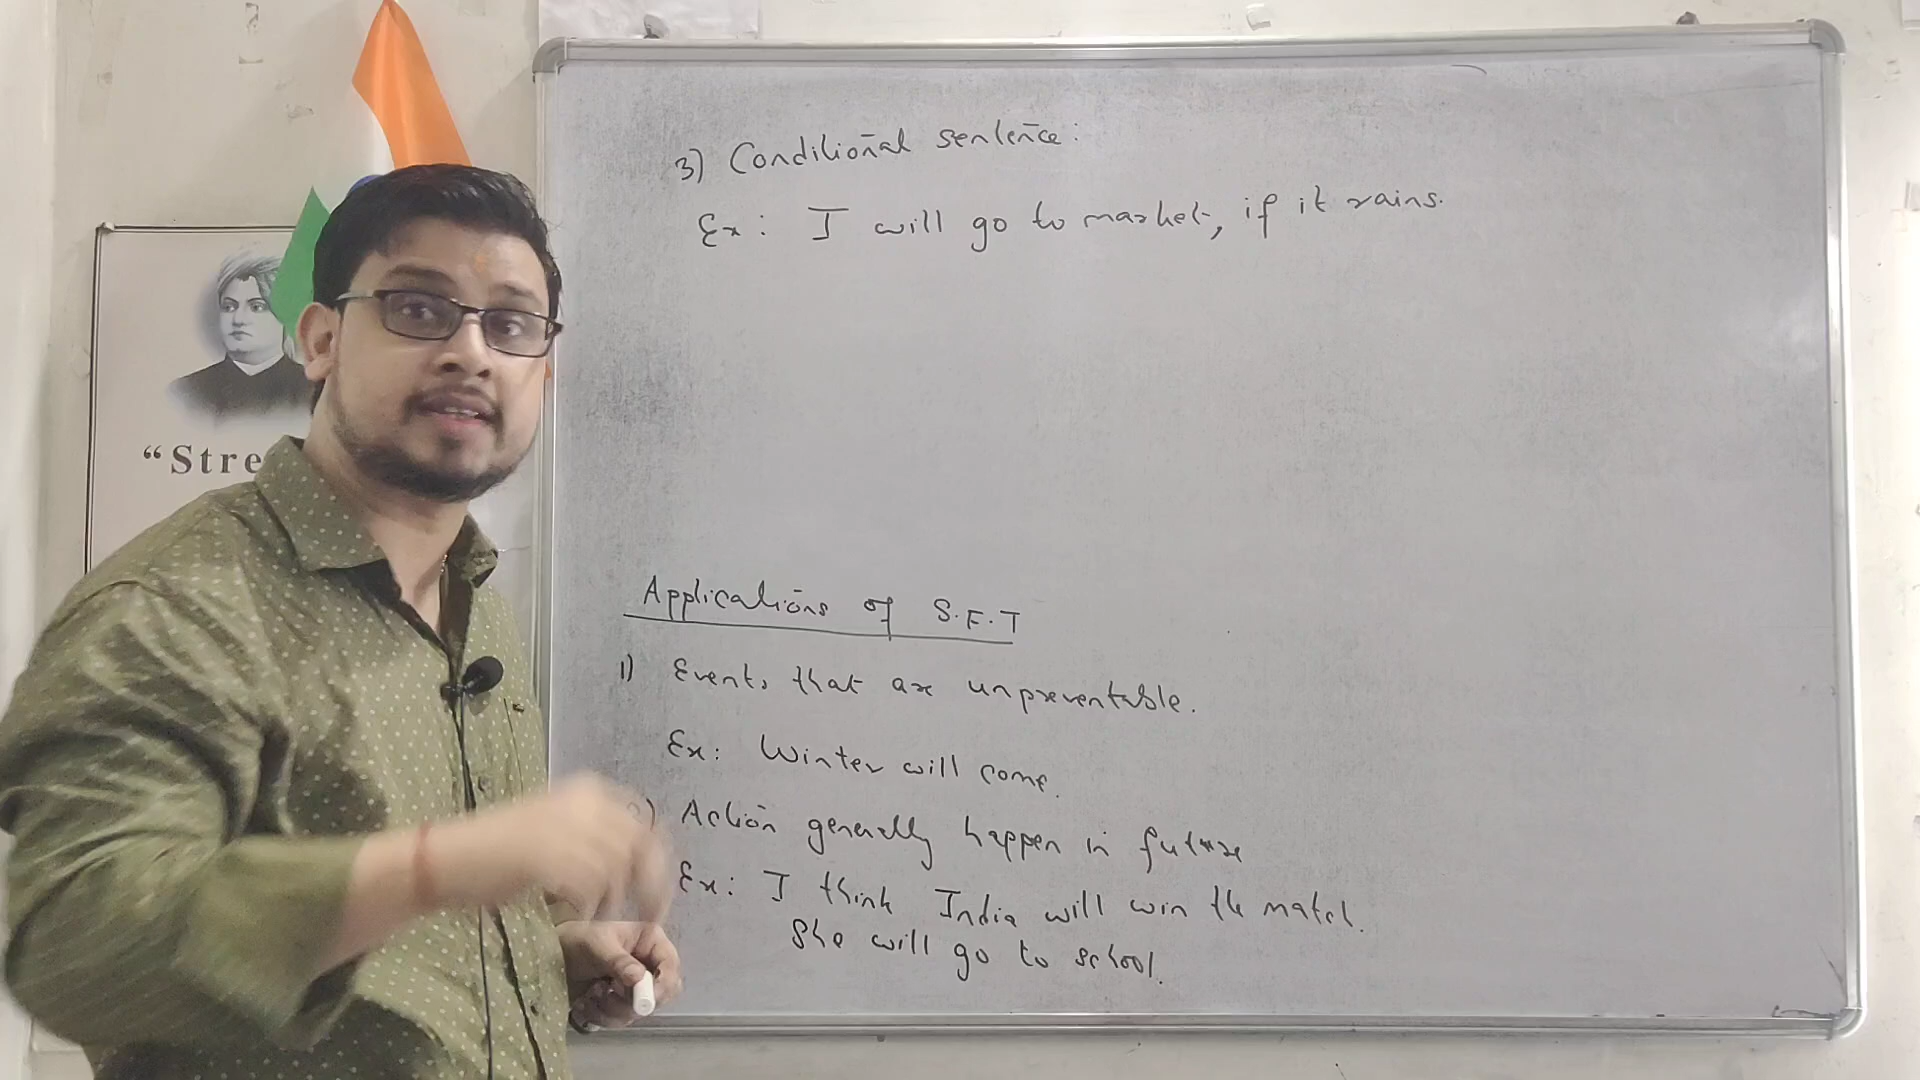 3) Conditional sentence:
Ex: I will go to market, if it rains.
“Stre
Applications of S.F.T
1) Events that are unpreventable.
Ex: Winter will come.
2) Action generally happen in future
Ex: I think India will win the match.
She will go to school.